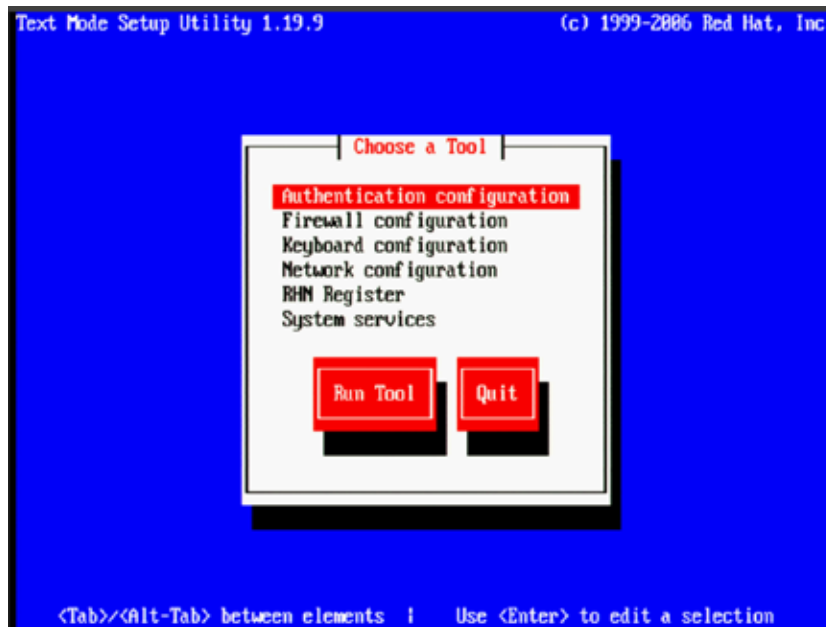 Text Mode Setup Utility 1.19.9 (c) 1999-2006 Red Hat, Inc
Choose a Tool
Authentication configuration
Firewall configuration
Keyboard configuration
Network configuration
RHN Register
System services
Run Tool Quit
<Tab>/<Alt-Tab> between elements | Use <Enter> to edit a selection